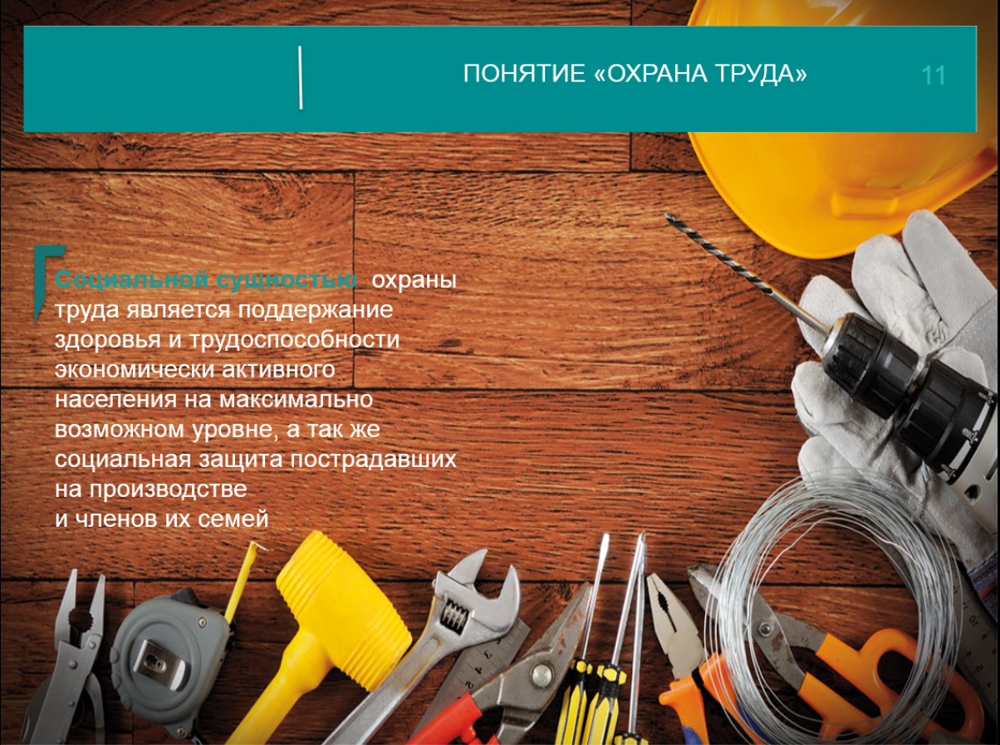 ПОНЯТИЕ «ОХРАНА ТРУДА»
11
Социальной сущностью охраны
труда является поддержание
здоровья и трудоспособности
экономически активного
населения на максимально
возможном уровне, а так же
социальная защита пострадавших
на производстве
и членов их семей